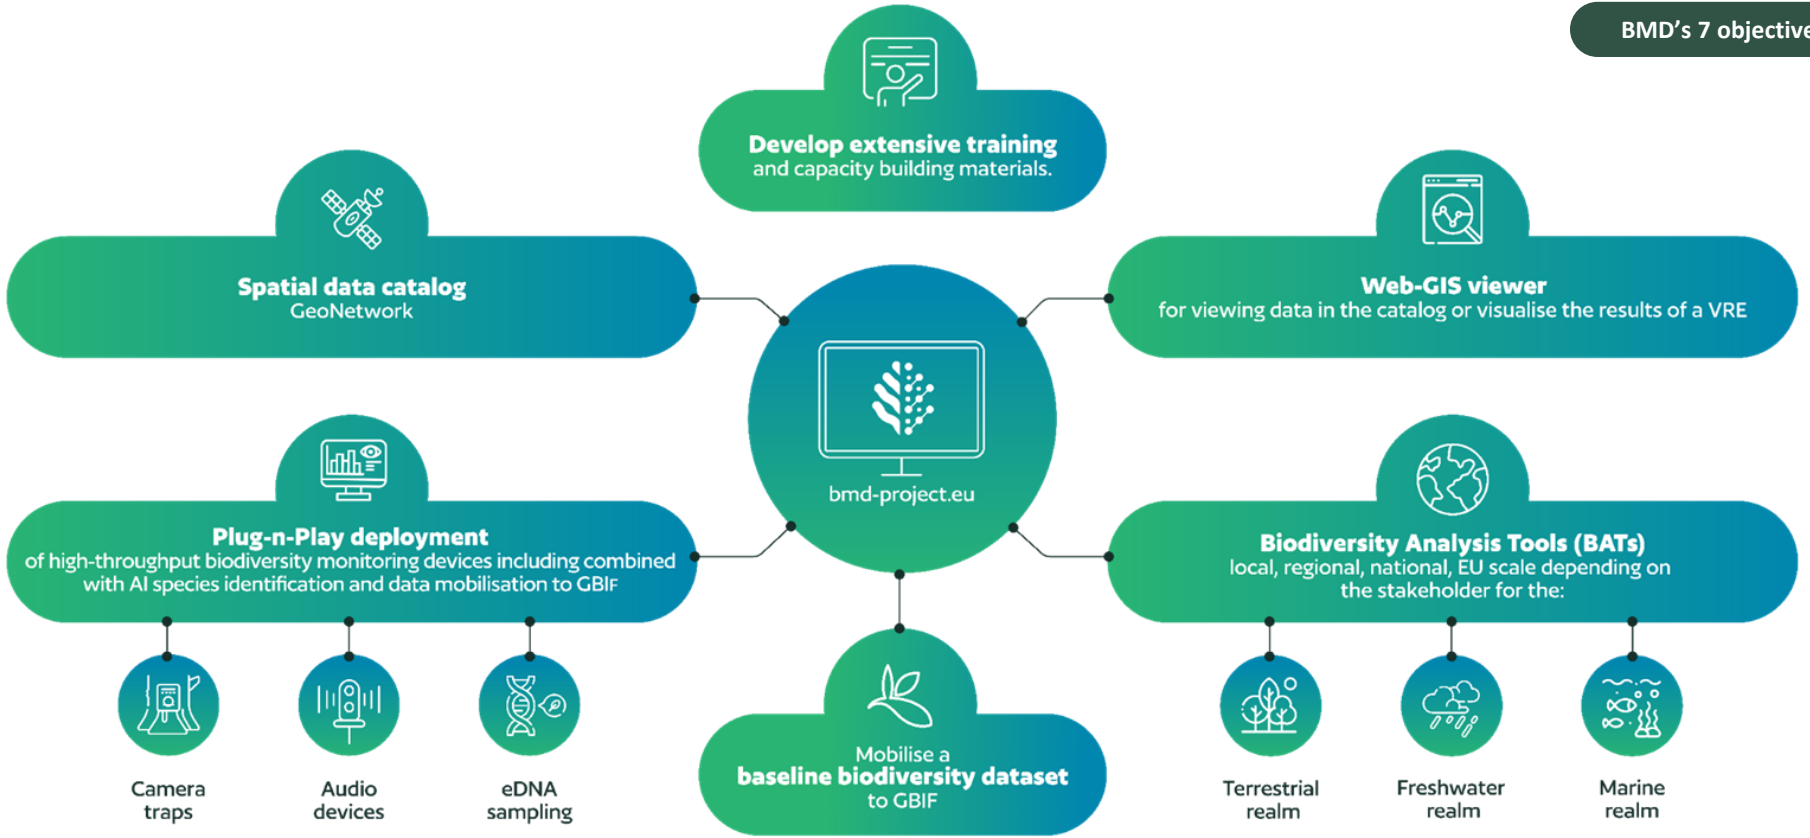 BMD's 7 objective
Develop extensive training
and capacity building materials.
Spatial data catalog
GeoNetwork
Web-GIS viewer
for viewing data in the catalog or visualise the results of a VRE
bmd-project.eu
Plug-n-Play deployment
of high-throughput biodiversity monitoring devices including combined
with AI species identification and data mobilisation to GBIF
Camera
traps
Audio
devices
eDNA
sampling
Biodiversity Analysis Tools (BATs)
local, regional, national, EU scale depending on
the stakeholder for the:
Terrestrial
realm
Freshwater
realm
Marine
realm
Mobilise a
baseline biodiversity dataset
to GBIF